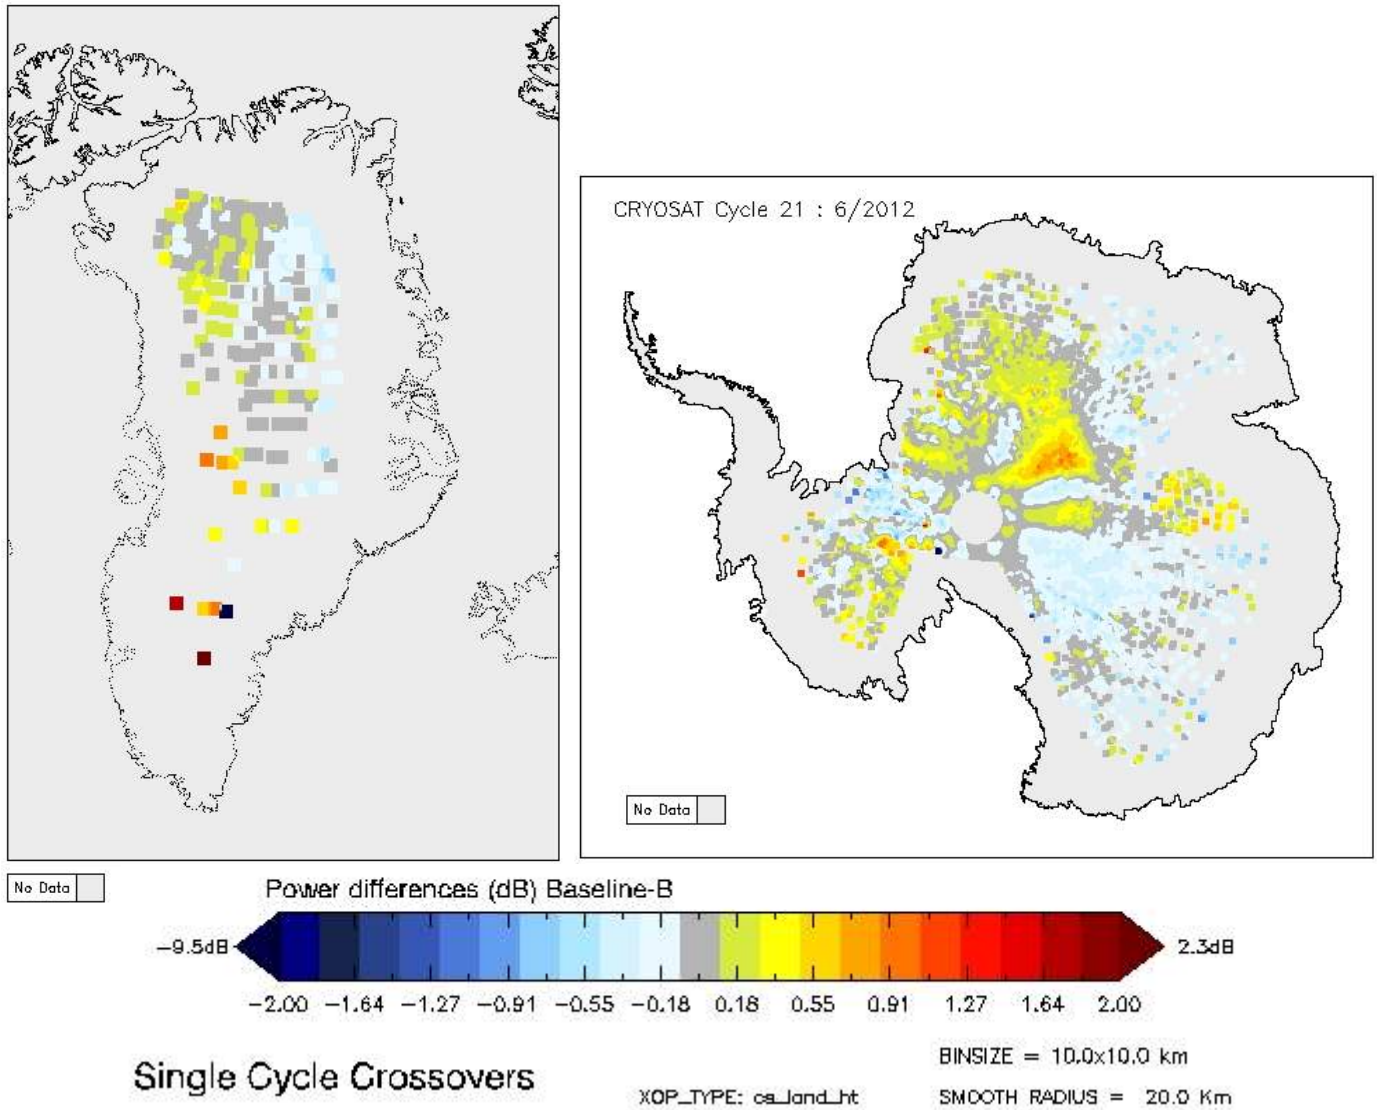 CRYOSAT Cycle 21 : 6/2012
No Data
No Data
Power differences (dB) Baseline-B
-9.5dB
2.3dB
-2.00 -1.64 -1.27 -0.91 -0.55 -0.18 0.18 0.55 0.91 1.27 1.64 2.00
Single Cycle Crossovers
XOP_TYPE: cs_land_ht
BINSIZE = 10.0x10.0 km
SMOOTH RADIUS = 20.0 Km